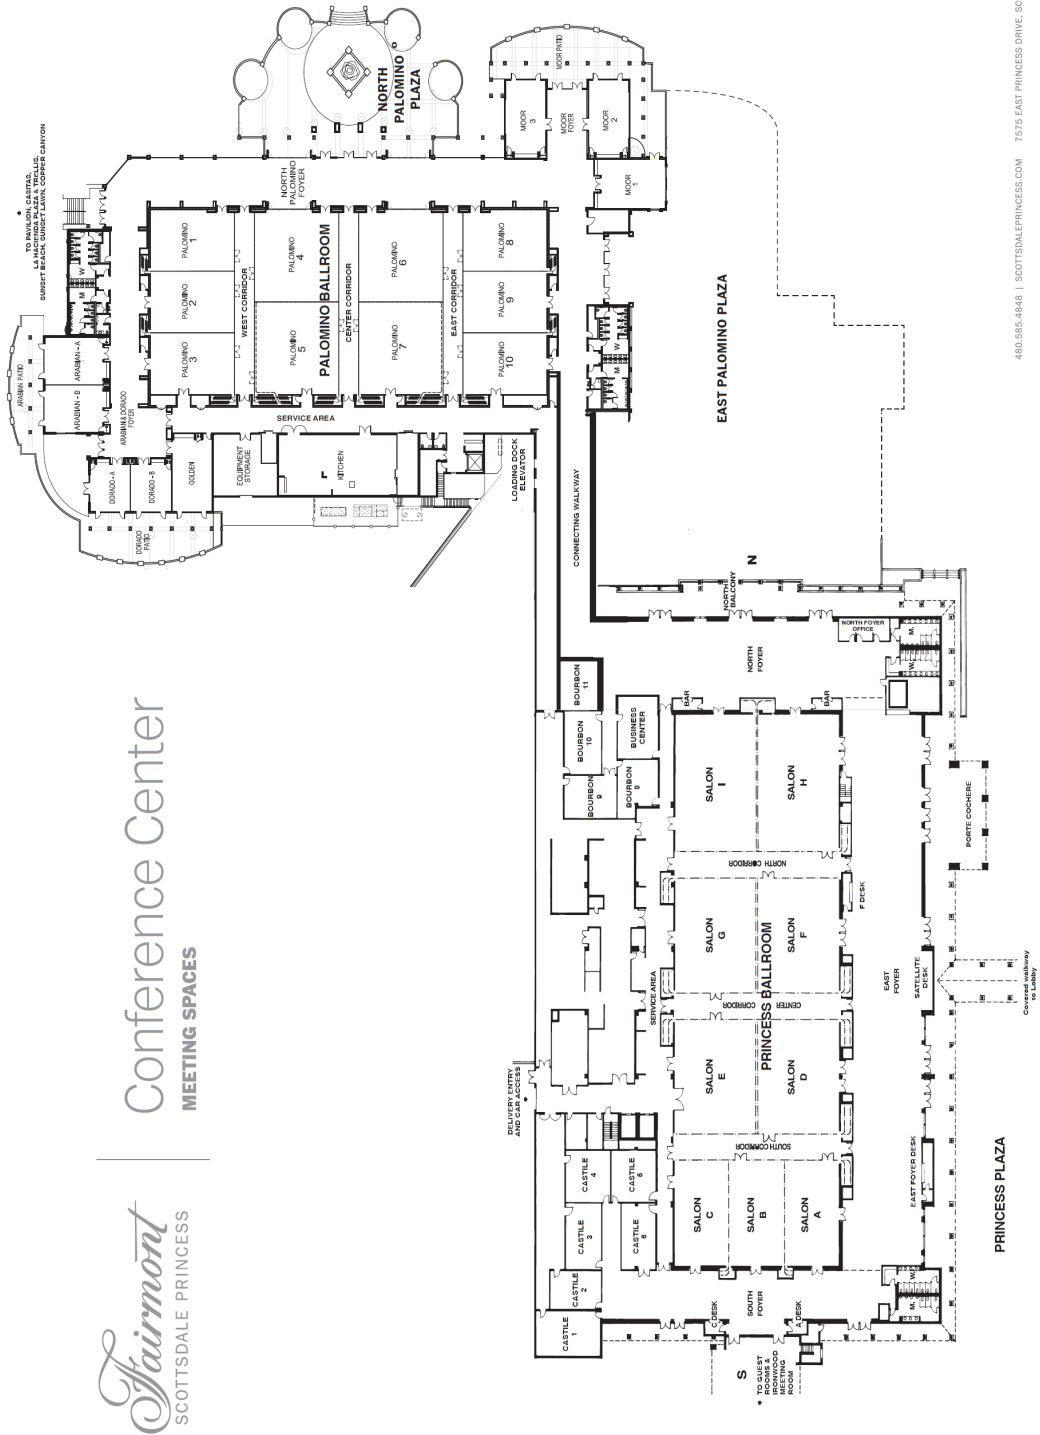 Fairmont
SCOTTSDALE PRINCESS
Conference Center
MEETING SPACES
TO PAVILION, CASITAS,
LA HACIENDA PLAZA & TRELLIS,
SUNSET BEACH, SUNSET LAWN, COPPER CANYON
480.585.4848 | SCOTTSDALEPRINCESS.COM 7575 EAST PRINCESS DRIVE, SC
NORTH
PALOMINO
PLAZA
NORTH
PALOMINO
FOYER
MOOR PATIO
MOOR
3
MOOR
FOYER
MOOR
2
MOOR
1
W
M
ARABIAN PATIO
ARABIAN - A
ARABIAN - B
ARABIAN & DORADO
FOYER
DORADO - A
DORADO - B
DORADO
PATIO
GOLDEN
PALOMINO
1
PALOMINO
2
PALOMINO
3
WEST CORRIDOR
PALOMINO
4
PALOMINO
5
PALOMINO BALLROOM
CENTER CORRIDOR
PALOMINO
6
PALOMINO
7
EAST CORRIDOR
PALOMINO
8
PALOMINO
9
PALOMINO
10
SERVICE AREA
EQUIPMENT
STORAGE
KITCHEN
LOADING DOCK
ELEVATOR
W
M
EAST PALOMINO PLAZA
CONNECTING WALKWAY
N
NORTH
BALCONY
NORTH FOYER
OFFICE
M.
W.
NORTH
FOYER
BAR
BAR
BOURBON
11
BOURBON
10
BOURBON
9
BOURBON
8
BUSINESS
CENTER
SALON
I
SALON
H
NORTH CORRIDOR
SALON
G
SALON
F
F DESK
PRINCESS BALLROOM
CENTER
CORRIDOR
SERVICE AREA
SALON
E
SALON
D
SOUTH CORRIDOR
SALON
C
SALON
B
SALON
A
EAST
FOYER
SATELLITE
DESK
PORTE COCHERE
Covered walkway
to Lobby
EAST FOYER DESK
PRINCESS PLAZA
DELIVERY ENTRY
AND CAR ACCESS
CASTILE
4
CASTILE
5
CASTILE
3
CASTILE
6
CASTILE
2
CASTILE
1
SOUTH
FOYER
C DESK
A DESK
W.
M.
S
TO GUEST
ROOMS &
IRONWOOD
MEETING
ROOM